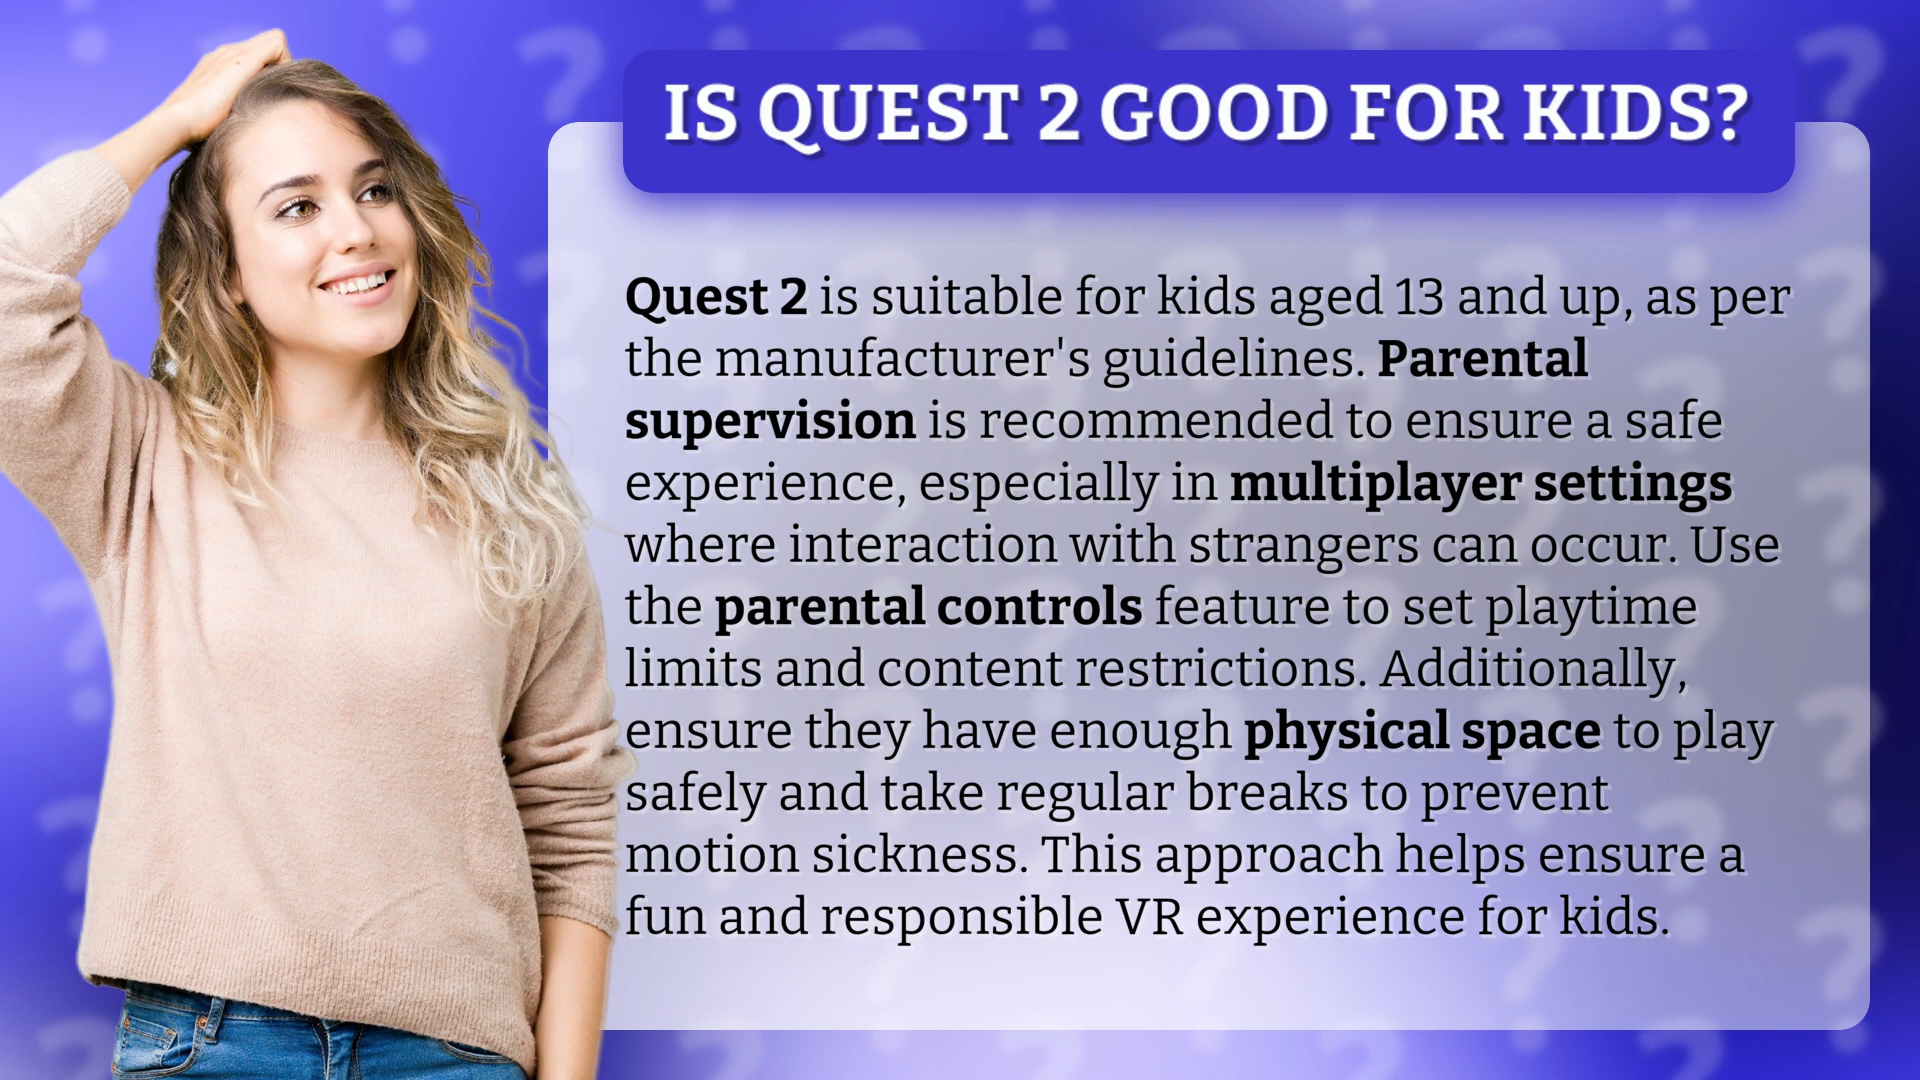 IS QUEST 2 GOOD FOR KIDS?
Quest 2 is suitable for kids aged 13 and up, as per
the manufacturer's guidelines. Parental
supervision is recommended to ensure a safe
experience, especially in multiplayer settings
where interaction with strangers can occur. Use
the parental controls feature to set playtime
limits and content restrictions. Additionally,
ensure they have enough physical space to play
safely and take regular breaks to prevent
motion sickness. This approach helps ensure a
fun and responsible VR experience for kids.